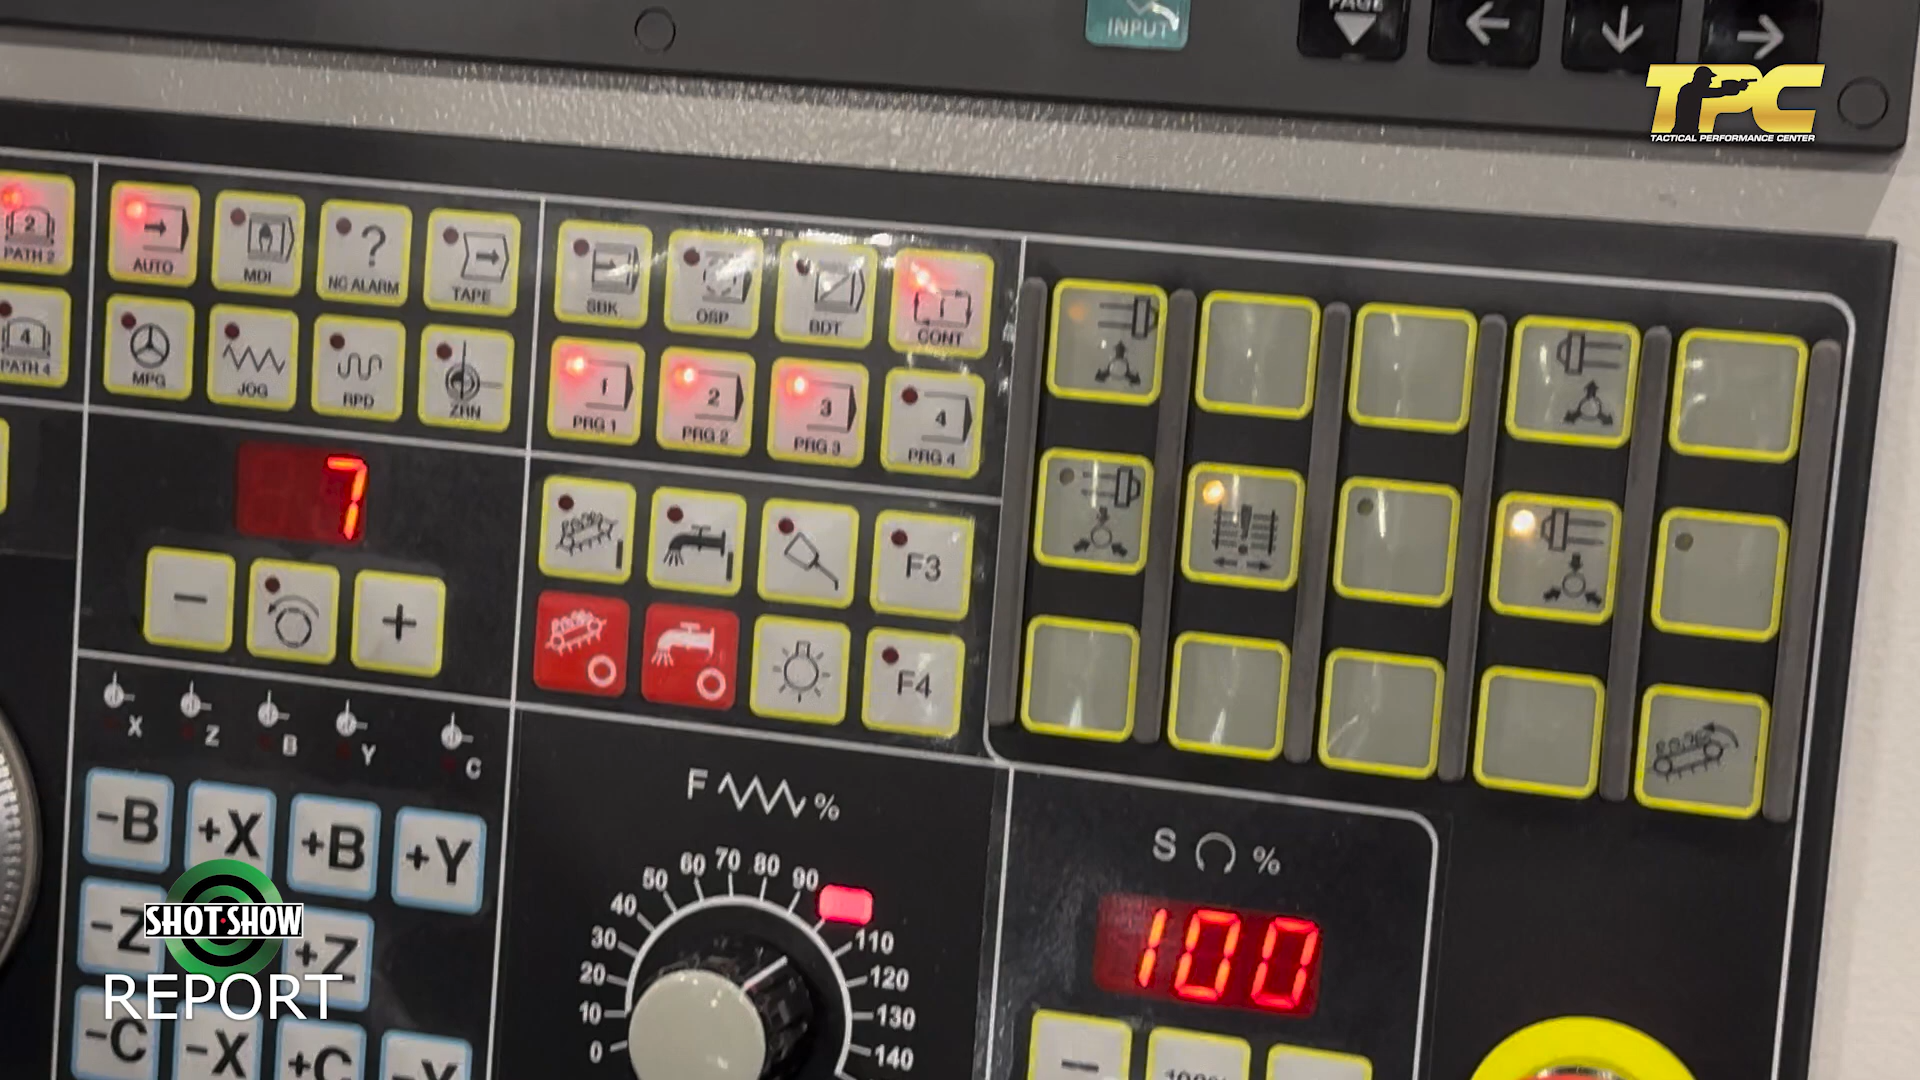 INPUT
PAGE
TPC
TACTICAL PERFORMANCE CENTER
2
PATH 2
AUTO
MDI
?
NC ALARM
TAPE
SBK
OSP
BDT
CONT
4
PATH 4
MPG
JOG
RPD
ZRN
1
PRG 1
2
PRG 2
3
PRG 3
4
PRG 4
7
- +
F3
F4
X Z B Y C
-B +X +B +Y
-Z +Z
-C -X +C -Y
F %
0 10 20 30 40 50 60 70 80 90 110 120 130 140
S %
100
-
100%
SHOT SHOW
REPORT